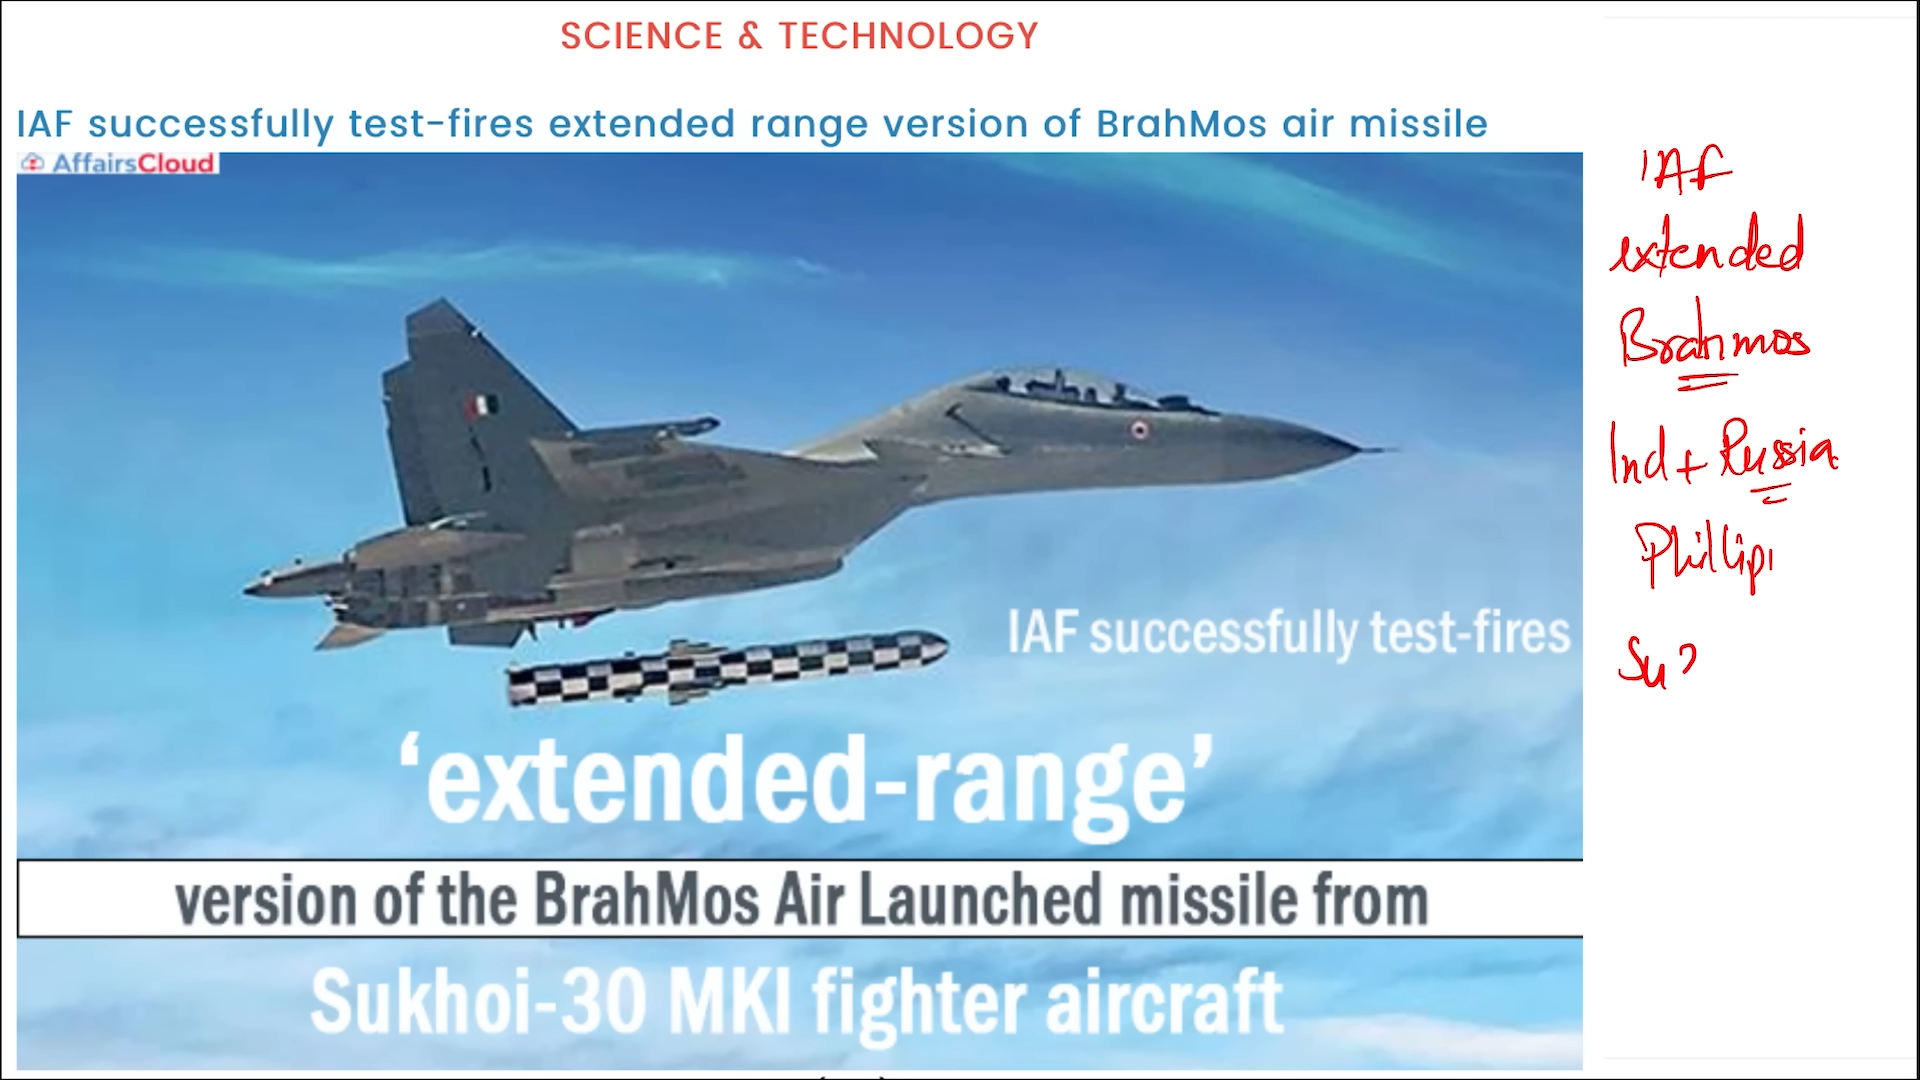 SCIENCE & TECHNOLOGY
IAF successfully test-fires extended range version of BrahMos air missile
AffairsCloud
IAF successfully test-fires
‘extended-range’
version of the BrahMos Air Launched missile from
Sukhoi-30 MKI fighter aircraft
IAF
extended
Brahmos
Ind + Russia
Phillipi
Su